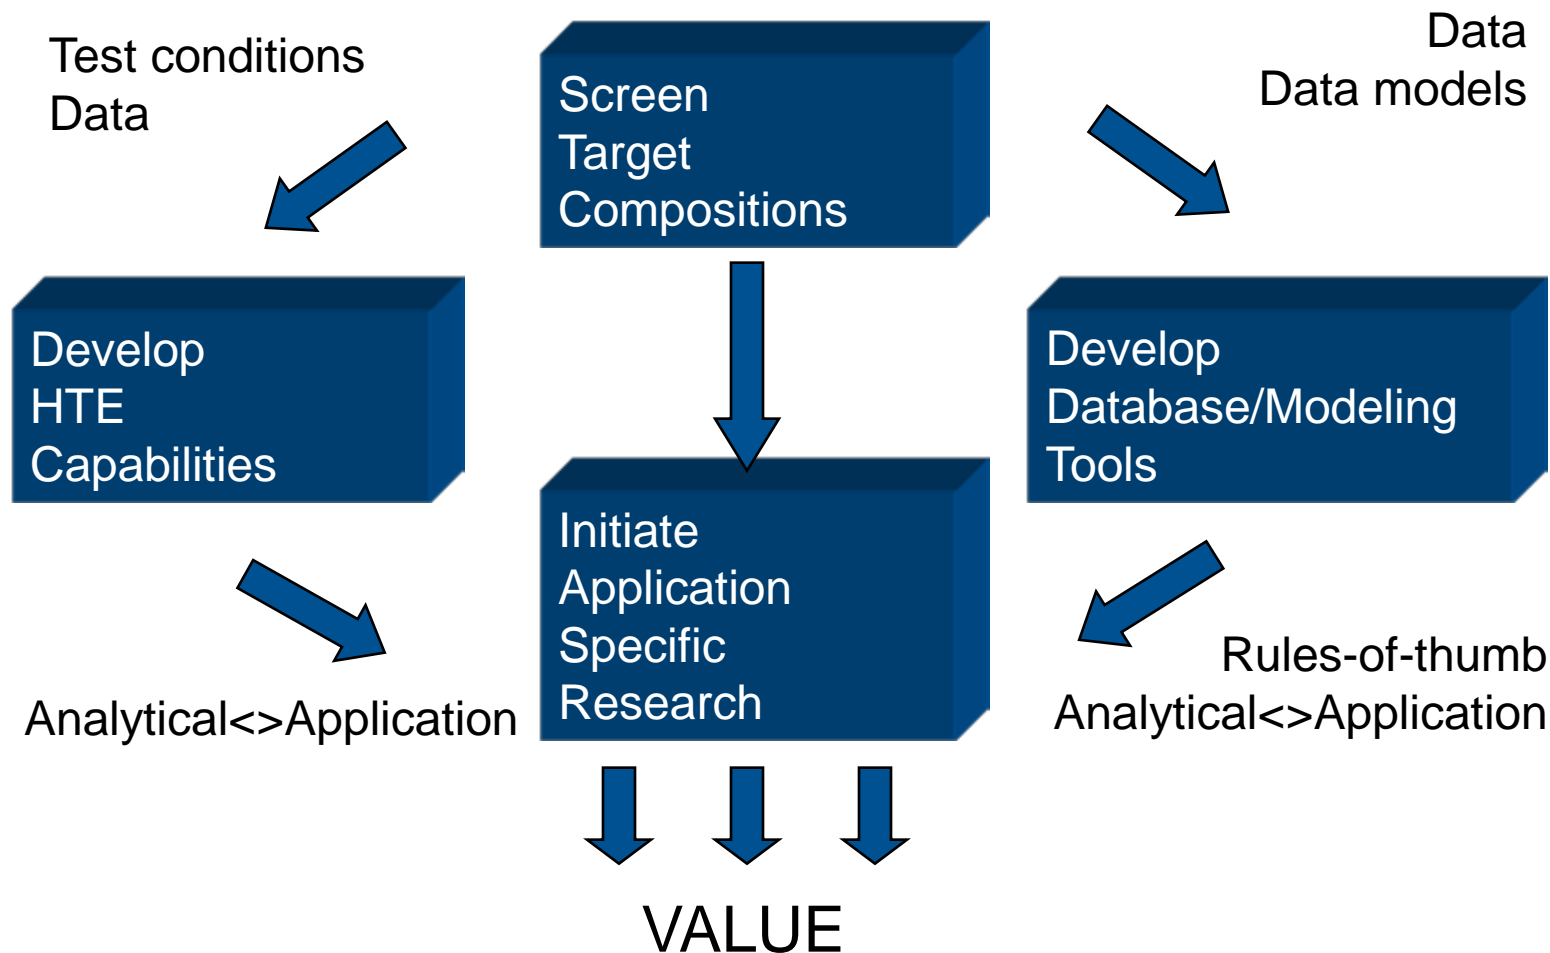 Test conditions
Data
Screen
Target
Compositions
Data
Data models
Develop
HTE
Capabilities
Develop
Database/Modeling
Tools
Initiate
Application
Specific
Research
Analytical<>Application
Rules-of-thumb
Analytical<>Application
VALUE